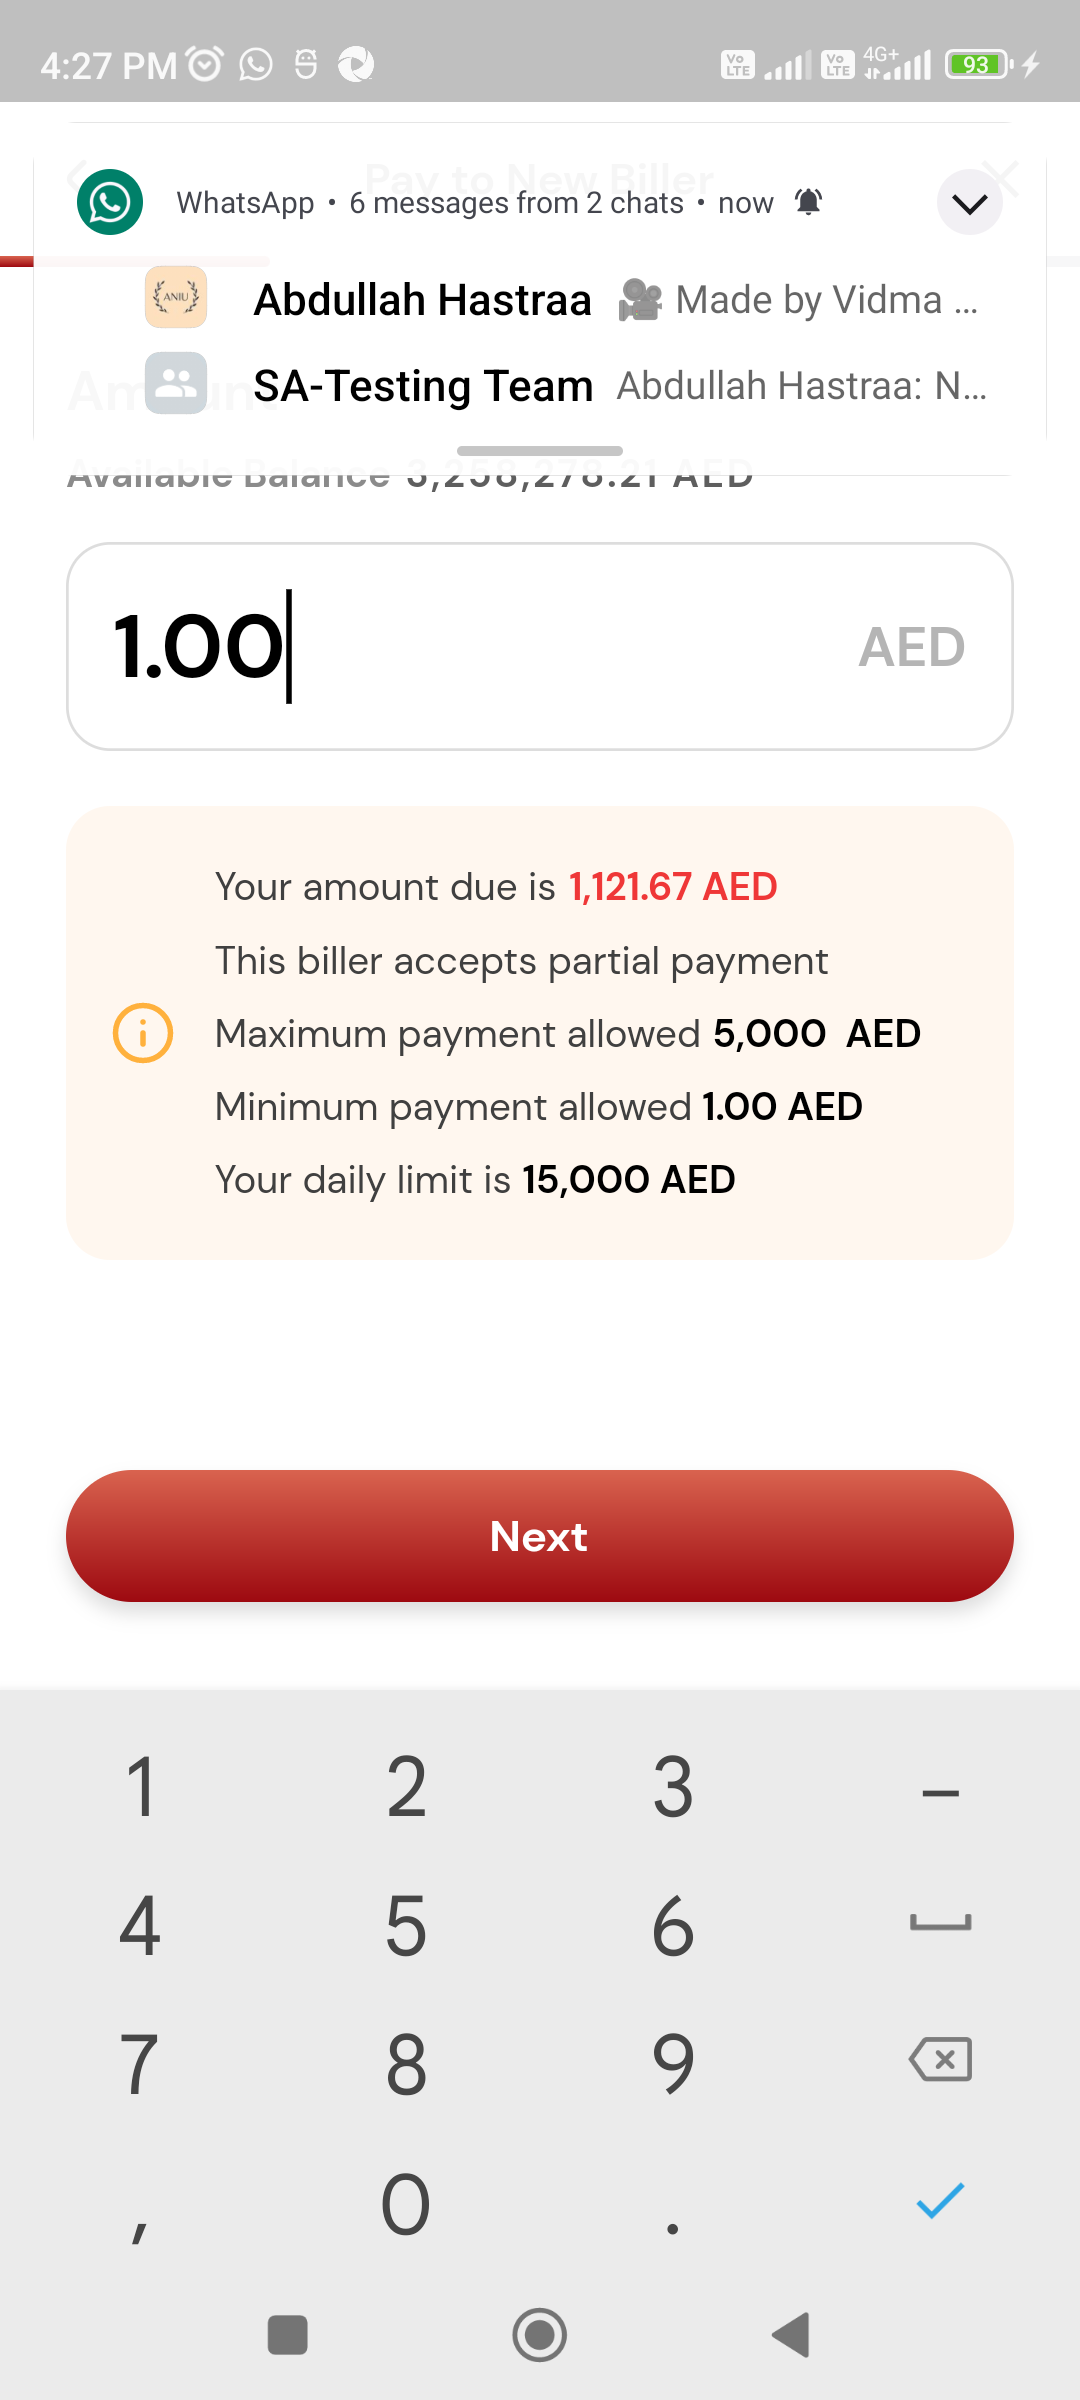 4:27 PM
Vo LTE Vo LTE 4G+ 93
Pay to New Biller
WhatsApp • 6 messages from 2 chats • now
ANIU
Abdullah Hastraa 🎥 Made by Vidma ...
Amount
SA-Testing Team Abdullah Hastraa: N...
Available Balance 3,258,278.21 AED
1.00 AED
Your amount due is 1,121.67 AED
This biller accepts partial payment
Maximum payment allowed 5,000 AED
Minimum payment allowed 1.00 AED
Your daily limit is 15,000 AED
Next
1 2 3 –
4 5 6
7 8 9
, 0 .